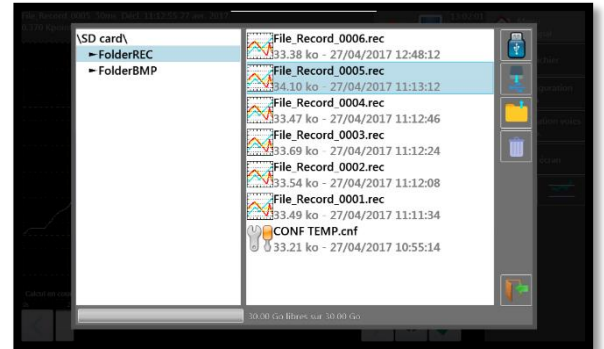 \SD card\
FolderREC
FolderBMP
File_Record_0006.rec
33.38 ko - 27/04/2017 12:48:12
File_Record_0005.rec
34.10 ko - 27/04/2017 11:13:12
File_Record_0004.rec
33.47 ko - 27/04/2017 11:12:46
File_Record_0003.rec
33.69 ko - 27/04/2017 11:12:24
File_Record_0002.rec
33.54 ko - 27/04/2017 11:12:08
File_Record_0001.rec
33.49 ko - 27/04/2017 11:11:34
CONF TEMP.cnf
33.21 ko - 27/04/2017 10:55:14
30.00 Go libres sur 30.00 Go